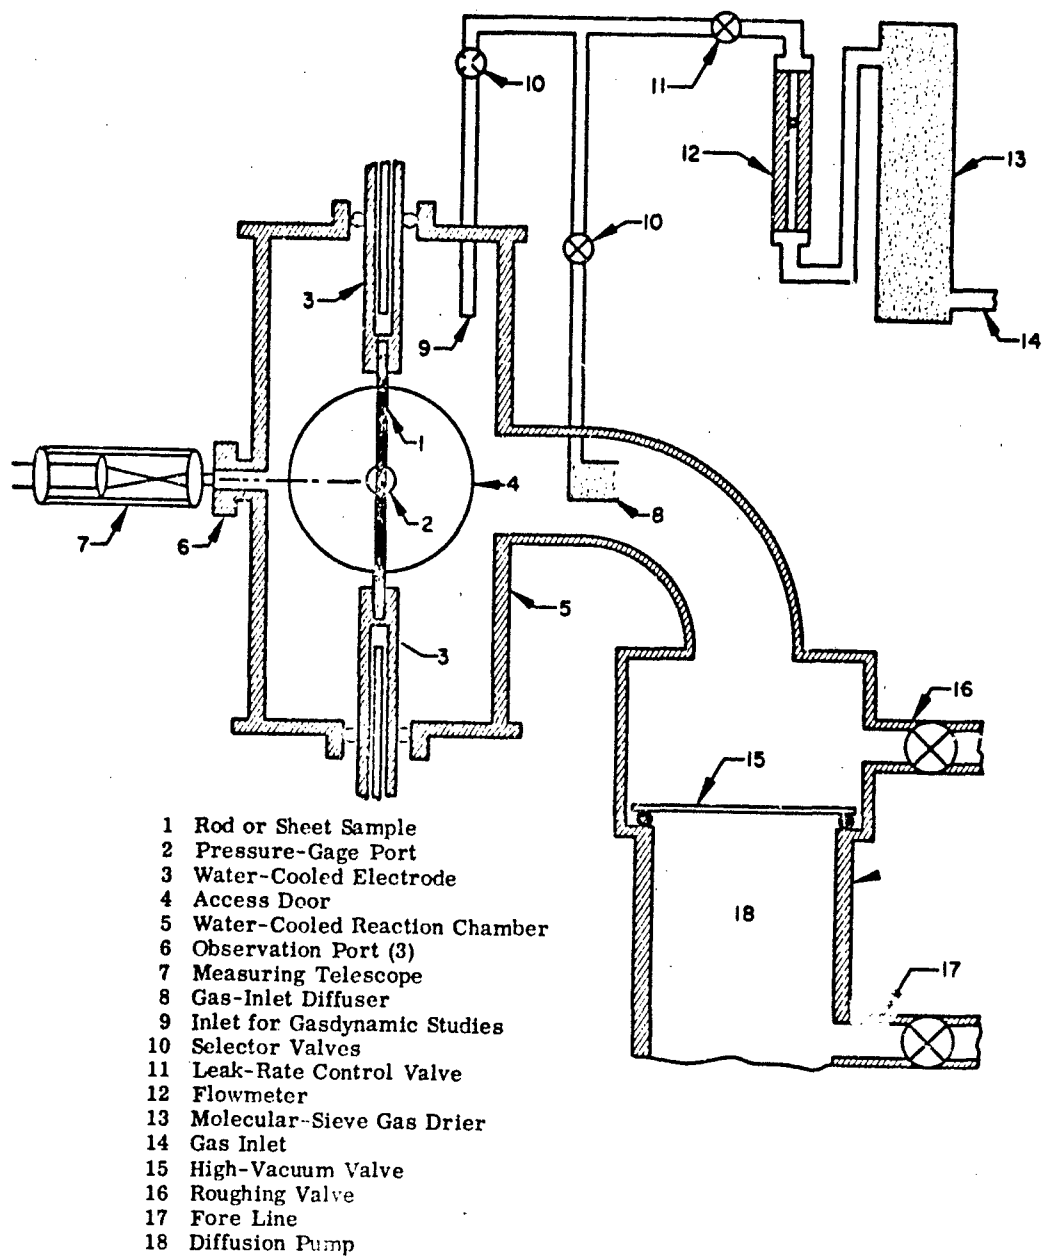 10
11
12
13
10
3
9
14
1
4
2
8
7
6
5
3
16
15
18
17
1 Rod or Sheet Sample
2 Pressure-Gage Port
3 Water-Cooled Electrode
4 Access Door
5 Water-Cooled Reaction Chamber
6 Observation Port (3)
7 Measuring Telescope
8 Gas-Inlet Diffuser
9 Inlet for Gasdynamic Studies
10 Selector Valves
11 Leak-Rate Control Valve
12 Flowmeter
13 Molecular-Sieve Gas Drier
14 Gas Inlet
15 High-Vacuum Valve
16 Roughing Valve
17 Fore Line
18 Diffusion Pump